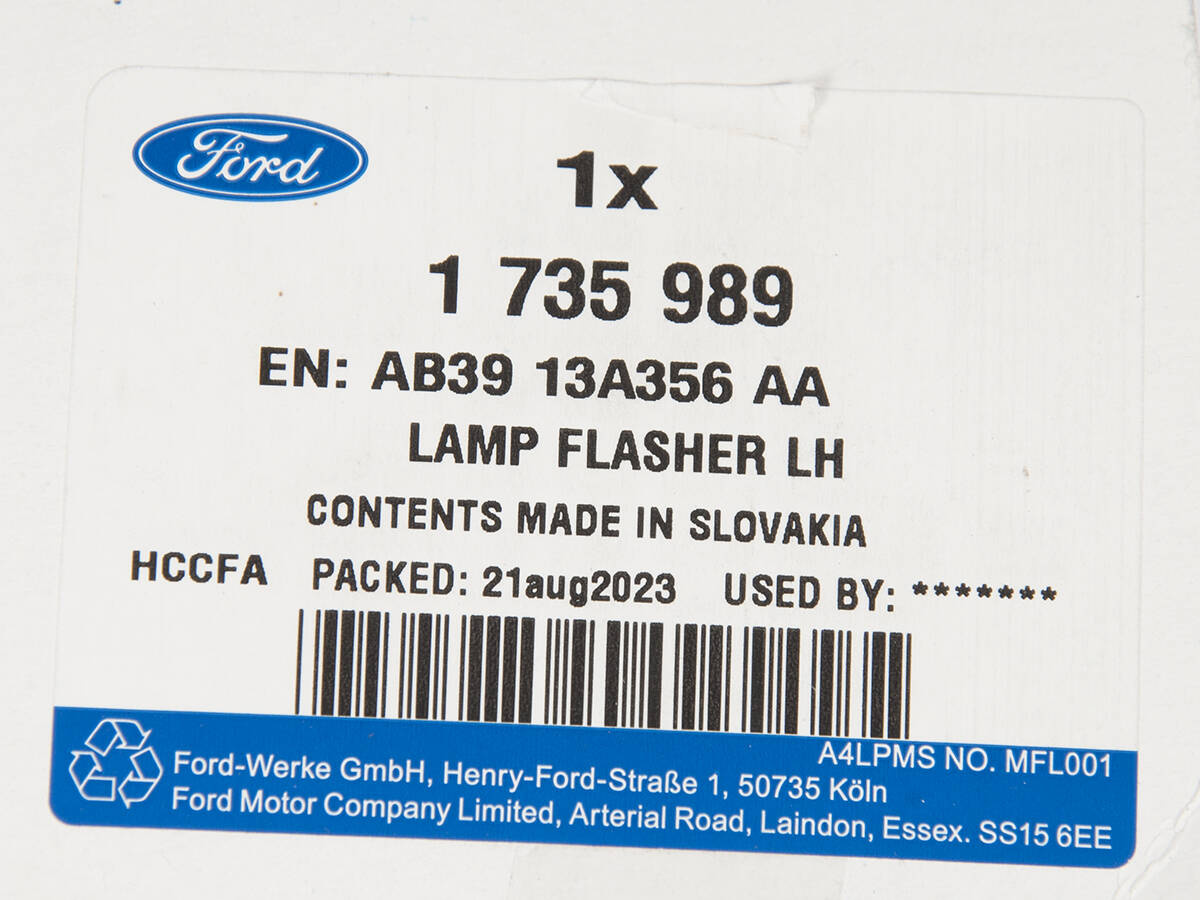 Ford
1x
1 735 989
EN: AB39 13A356 AA
LAMP FLASHER LH
CONTENTS MADE IN SLOVAKIA
HCCFA PACKED: 21aug2023 USED BY: *******
A4LPMS NO. MFL001
Ford-Werke GmbH, Henry-Ford-Straße 1, 50735 Köln
Ford Motor Company Limited, Arterial Road, Laindon, Essex. SS15 6EE